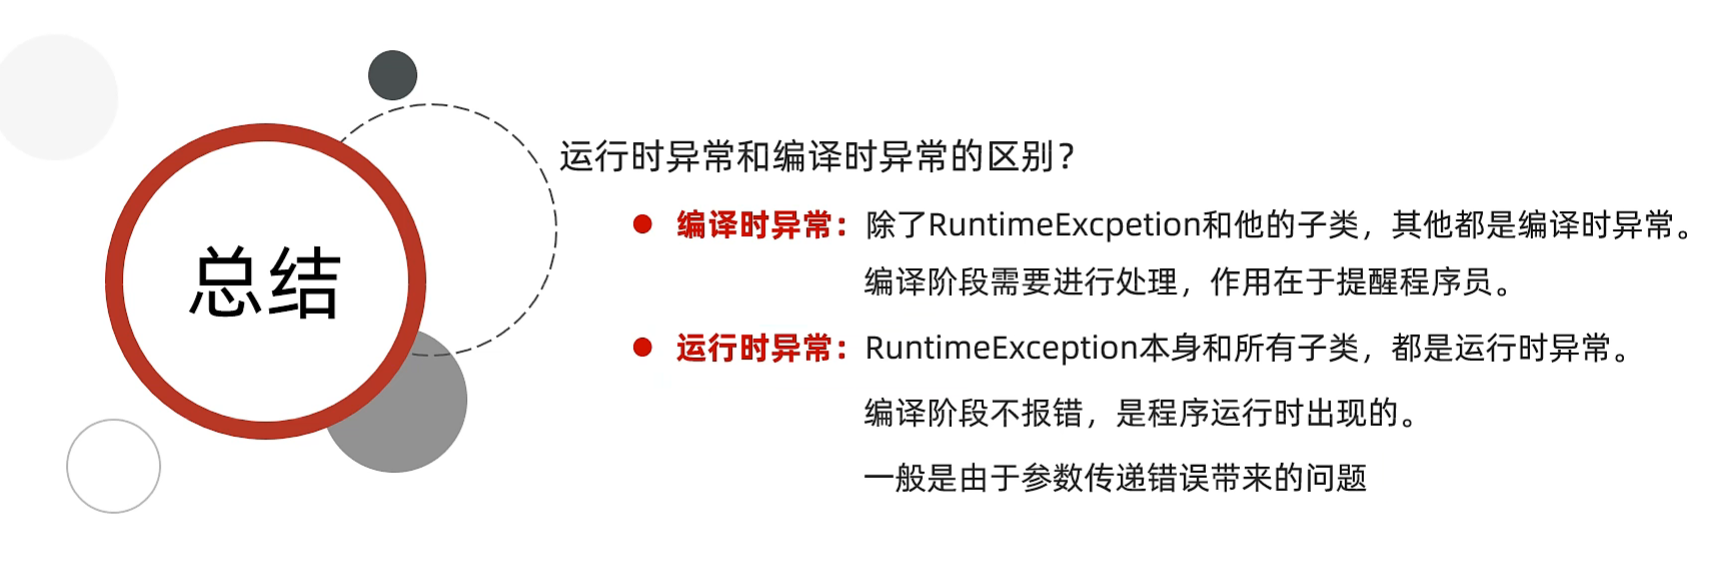 总结
运行时异常和编译时异常的区别？
编译时异常：除了RuntimeExcpetion和他的子类，其他都是编译时异常。
编译阶段需要进行处理，作用在于提醒程序员。
运行时异常：RuntimeException本身和所有子类，都是运行时异常。
编译阶段不报错，是程序运行时出现的。
一般是由于参数传递错误带来的问题